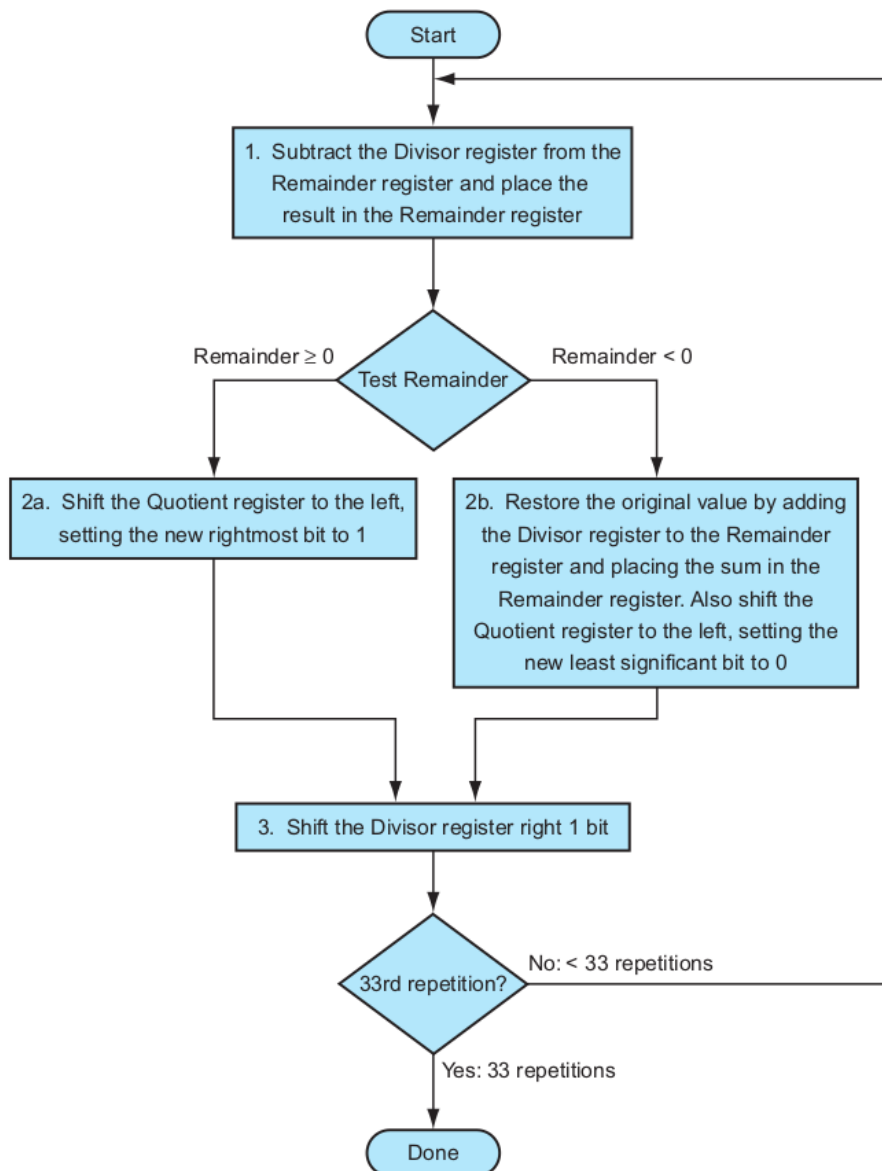 Start
1. Subtract the Divisor register from the
Remainder register and place the
result in the Remainder register
Remainder ≥ 0
Remainder < 0
Test Remainder
2a. Shift the Quotient register to the left,
setting the new rightmost bit to 1
2b. Restore the original value by adding
the Divisor register to the Remainder
register and placing the sum in the
Remainder register. Also shift the
Quotient register to the left, setting the
new least significant bit to 0
3. Shift the Divisor register right 1 bit
33rd repetition?
No: < 33 repetitions
Yes: 33 repetitions
Done